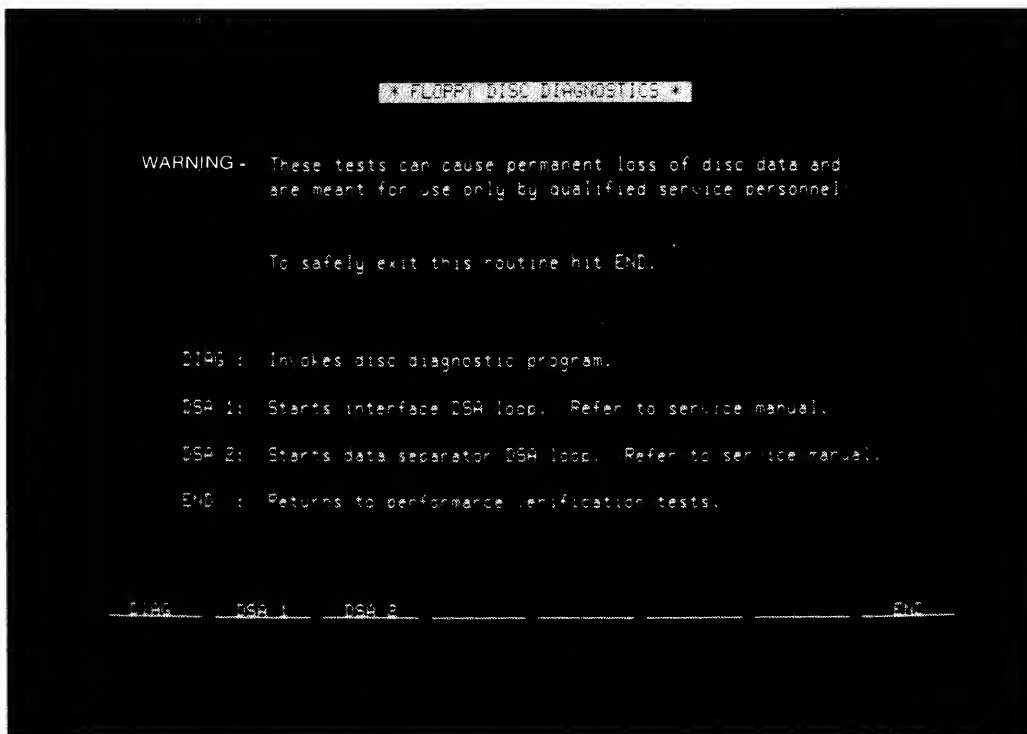 * FLOPPY DISC DIAGNOSTICS *
WARNING - These tests can cause permanent loss of disc data and
are meant for use only by qualified service personnel
To safely exit this routine hit END.
DIAG : Invokes disc diagnostic program.
DSA 1: Starts interface DSA loop. Refer to service manual.
DSA 2: Starts data separator DSA loop. Refer to service manual.
END : Returns to performance verification tests.
DIAG DSA 1 DSA 2 END